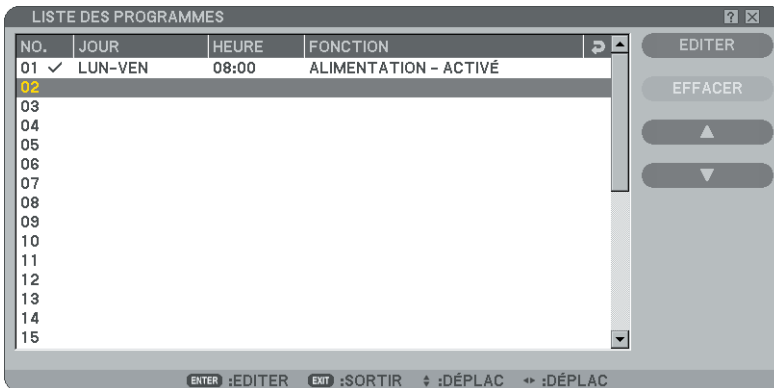 LISTE DES PROGRAMMES
NO. JOUR HEURE FONCTION
EDITER
01 ✓ LUN-VEN 08:00 ALIMENTATION - ACTIVÉ
02
EFFACER
03
04
05
06
07
08
09
10
11
12
13
14
15
ENTER :EDITER EXIT :SORTIR :DÉPLAC :DÉPLAC